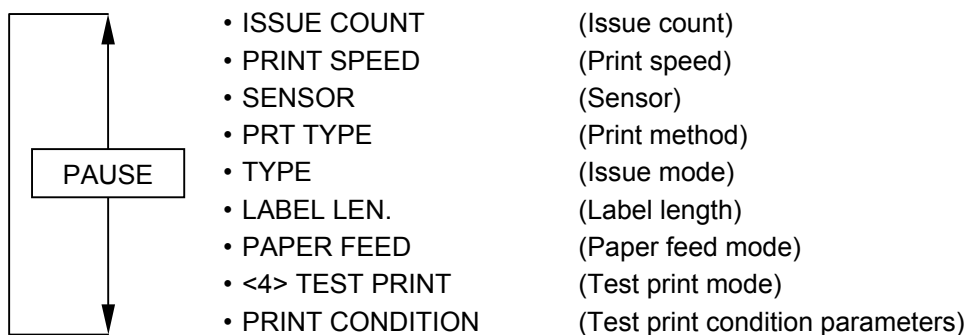 • ISSUE COUNT (Issue count)
• PRINT SPEED (Print speed)
• SENSOR (Sensor)
• PRT TYPE (Print method)
PAUSE • TYPE (Issue mode)
• LABEL LEN. (Label length)
• PAPER FEED (Paper feed mode)
• <4> TEST PRINT (Test print mode)
• PRINT CONDITION (Test print condition parameters)